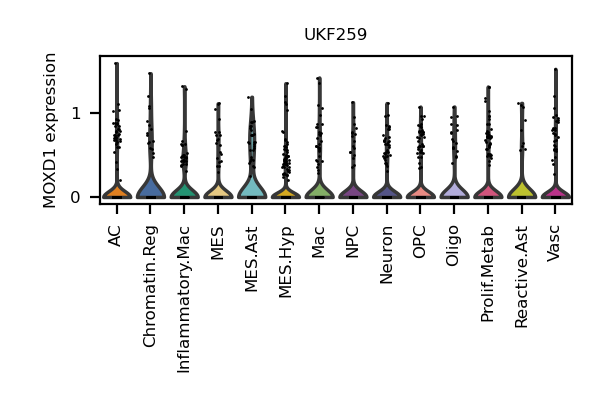 UKF259
MOXD1 expression
1
0
AC
Chromatin.Reg
Inflammatory.Mac
MES
MES.Ast
MES.Hyp
Mac
NPC
Neuron
OPC
Oligo
Prolif.Metab
Reactive.Ast
Vasc